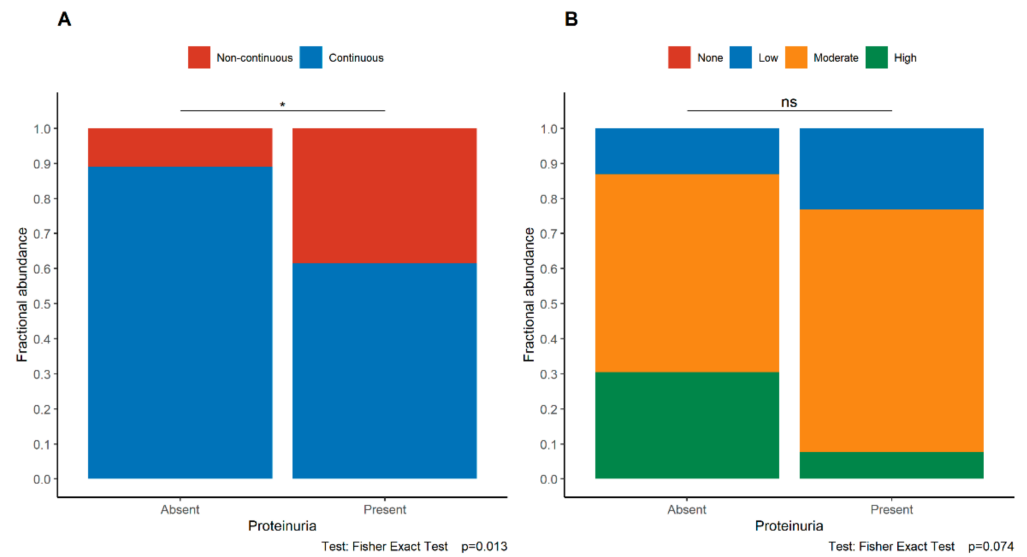 A
Non-continuous Continuous
*
1.0
0.9
0.8
0.7
0.6
0.5
0.4
0.3
0.2
0.1
0.0
Fractional abundance
Absent Present
Proteinuria
Test: Fisher Exact Test p=0.013
B
None Low Moderate High
ns
1.0
0.9
0.8
0.7
0.6
0.5
0.4
0.3
0.2
0.1
0.0
Fractional abundance
Absent Present
Proteinuria
Test: Fisher Exact Test p=0.074